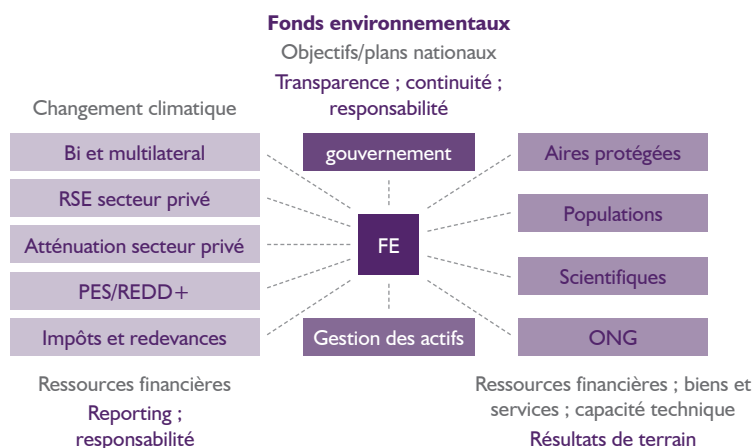 Fonds environnementaux
Objectifs/plans nationaux
Transparence ; continuité ;
responsabilité
Changement climatique
Bi et multilateral
RSE secteur privé
Atténuation secteur privé
PES/REDD+
Impôts et redevances
Ressources financières
Reporting ;
responsabilité
gouvernement
FE
Gestion des actifs
Aires protégées
Populations
Scientifiques
ONG
Ressources financières ; biens et
services ; capacité technique
Résultats de terrain